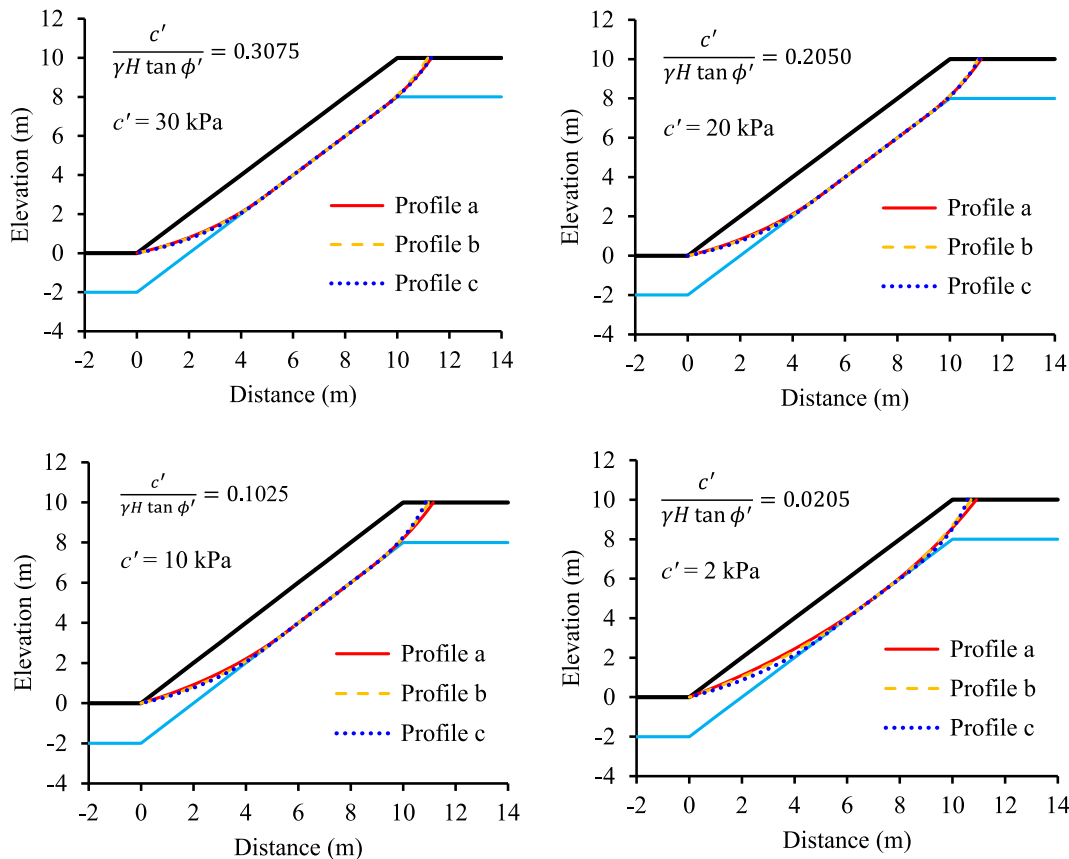 c′/(γH tan ϕ′) = 0.3075
c′ = 30 kPa
Profile a
Profile b
Profile c
Elevation (m)
12
10
8
6
4
2
0
-2
-4
-2 0 2 4 6 8 10 12 14
Distance (m)
c′/(γH tan ϕ′) = 0.2050
c′ = 20 kPa
Profile a
Profile b
Profile c
Elevation (m)
12
10
8
6
4
2
0
-2
-4
-2 0 2 4 6 8 10 12 14
Distance (m)
c′/(γH tan ϕ′) = 0.1025
c′ = 10 kPa
Profile a
Profile b
Profile c
Elevation (m)
12
10
8
6
4
2
0
-2
-4
-2 0 2 4 6 8 10 12 14
Distance (m)
c′/(γH tan ϕ′) = 0.0205
c′ = 2 kPa
Profile a
Profile b
Profile c
Elevation (m)
12
10
8
6
4
2
0
-2
-4
-2 0 2 4 6 8 10 12 14
Distance (m)